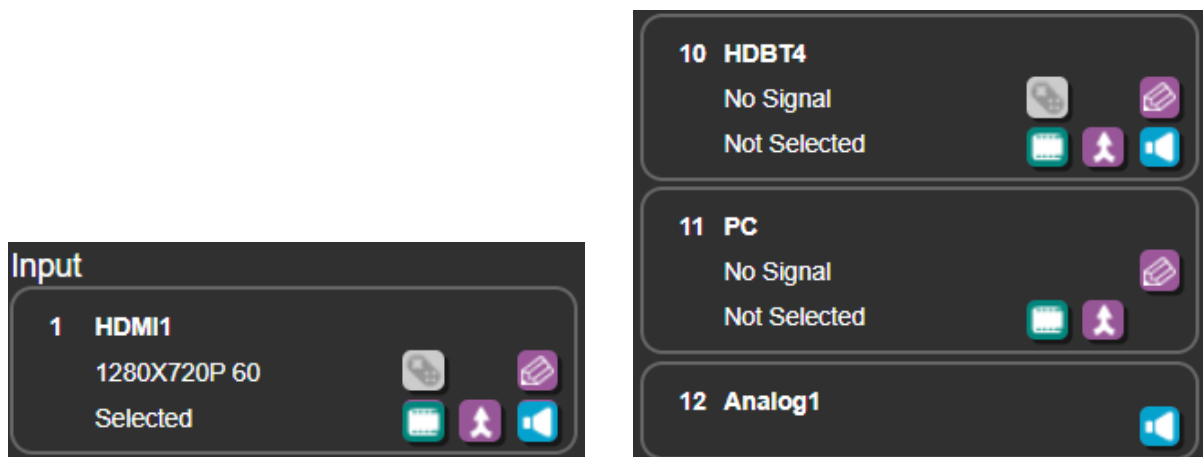 Input
1 HDMI1
1280X720P 60
Selected
10 HDBT4
No Signal
Not Selected
11 PC
No Signal
Not Selected
12 Analog1